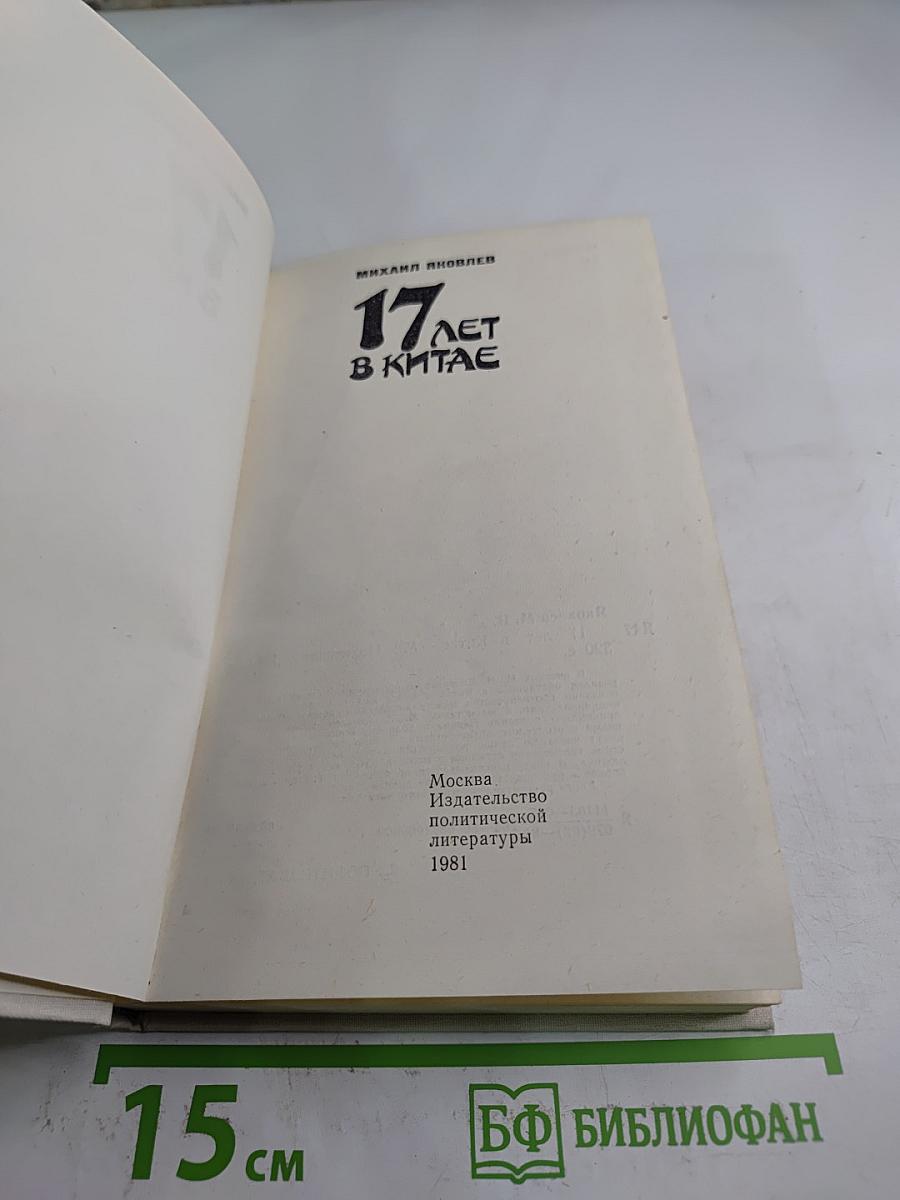 МИХАИЛ ЯКОВЛЕВ
17 ЛЕТ
В КИТАЕ
Москва
Издательство
политической
литературы
1981
15 см
БФ БИБЛИОФАН